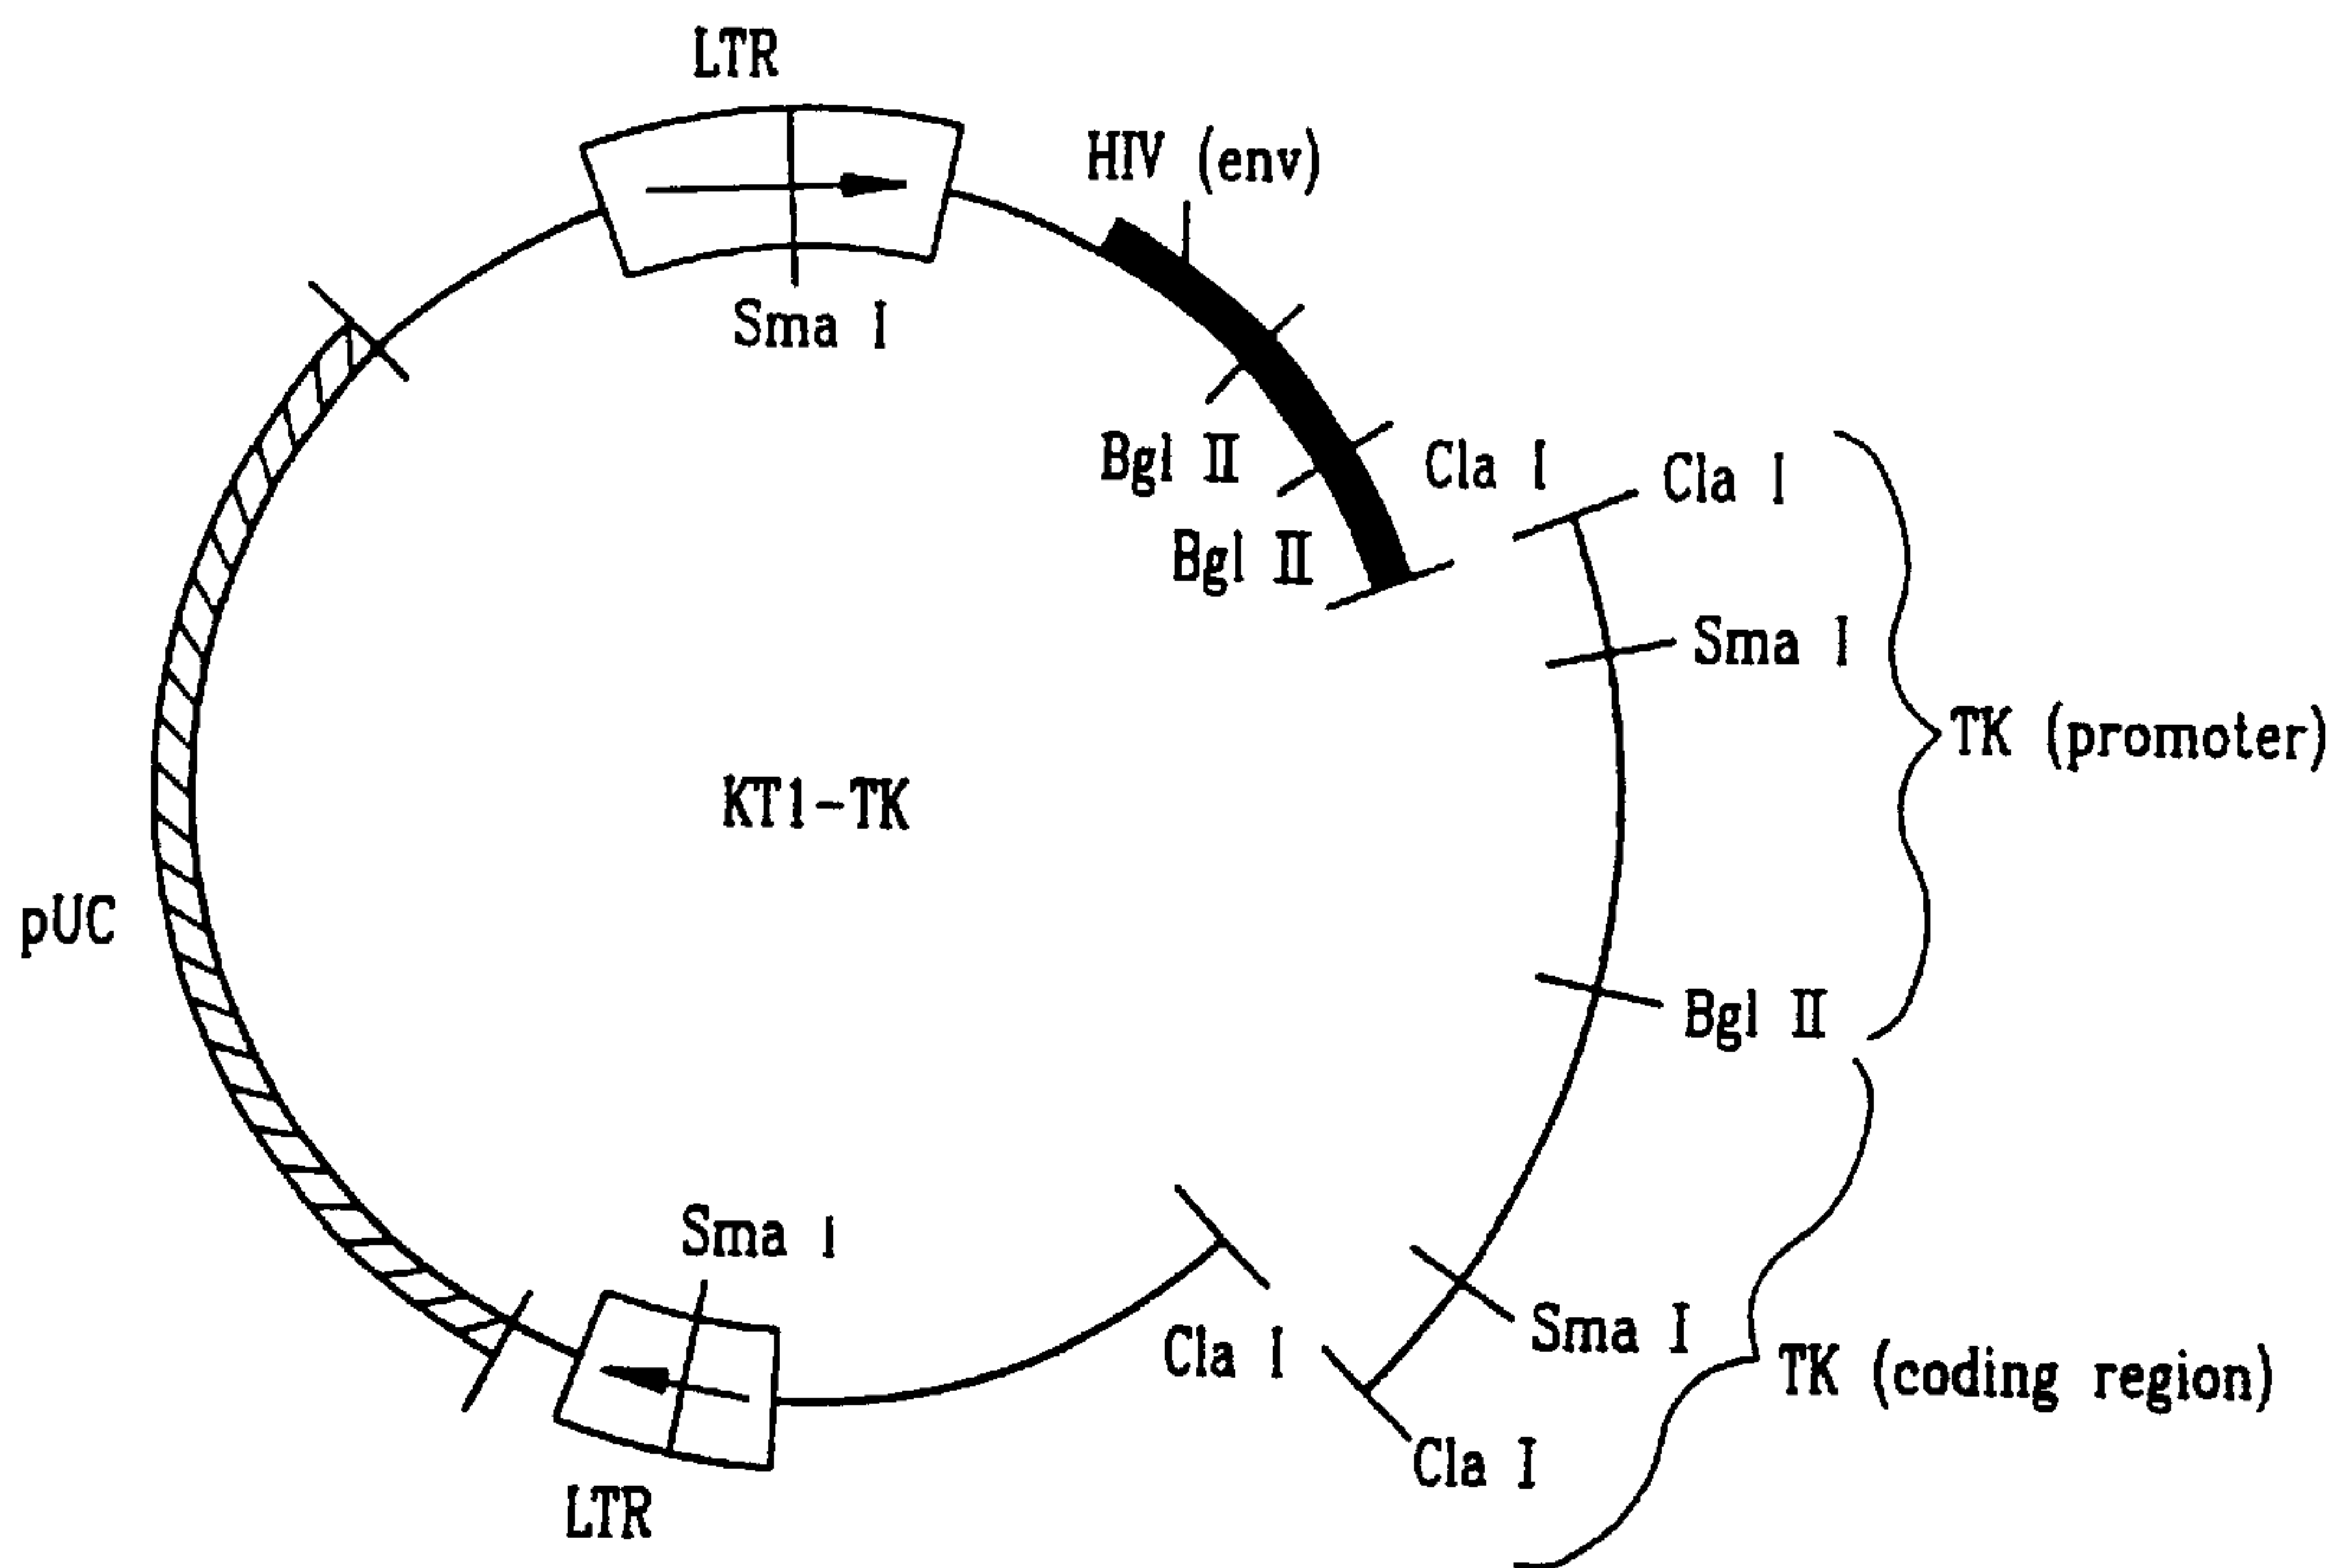 LTR
HIV (env)
Sma I
Bgl II
Cla I
Cla I
Bgl II
Sma I
TK (promoter)
KT1-TK
pUC
Bgl II
Sma I
Sma I
Cla I
TK (coding region)
Cla I
LTR